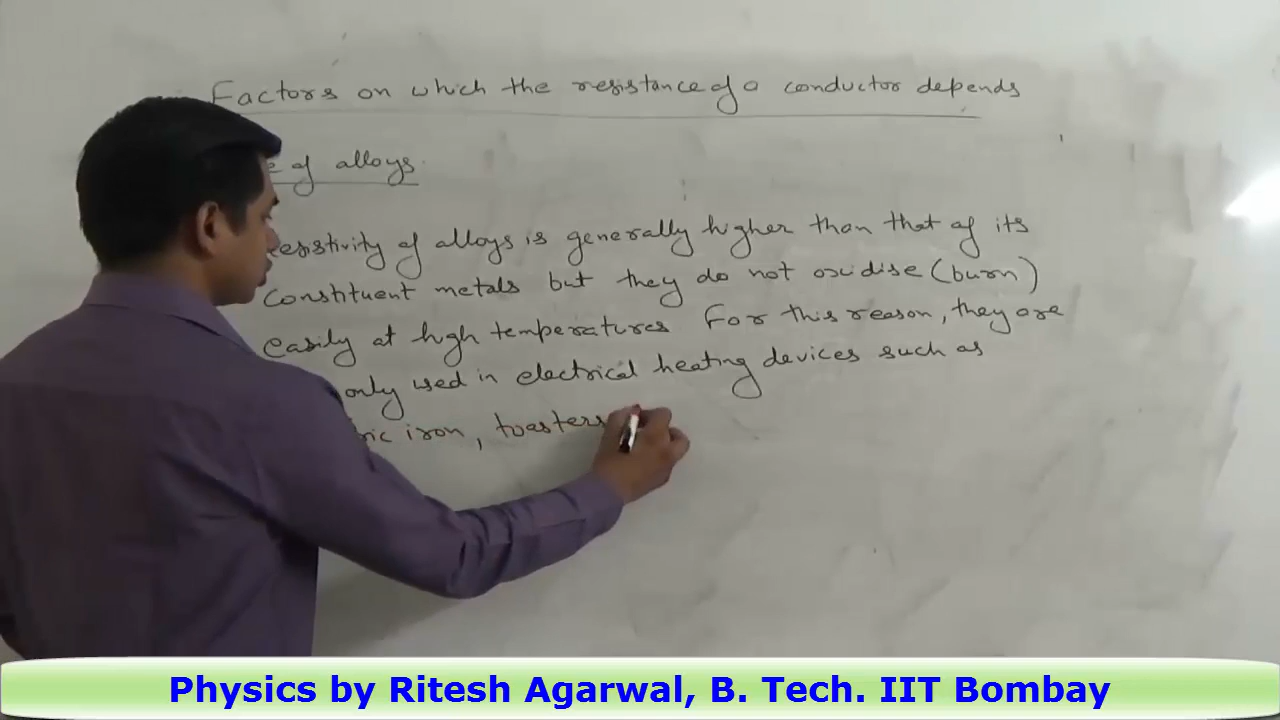 Factors on which the resistance of a conductor depends
of alloys
resistivity of alloys is generally higher than that of its
constituent metals but they do not oxidise (burn)
easily at high temperatures For this reason, they are
only used in electrical heating devices such as
ric iron, toasters
Physics by Ritesh Agarwal, B. Tech. IIT Bombay